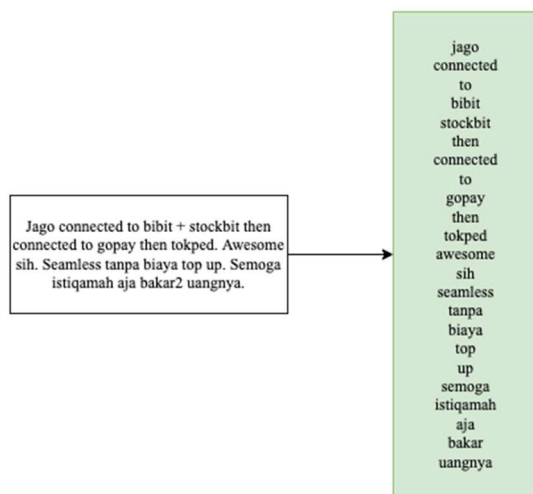 Jago connected to bibit + stockbit then
connected to gopay then tokped. Awesome
sih. Seamless tanpa biaya top up. Semoga
istiqamah aja bakar2 uangnya.
jago
connected
to
bibit
stockbit
then
connected
to
gopay
then
tokped
awesome
sih
seamless
tanpa
biaya
top
up
semoga
istiqamah
aja
bakar
uangnya